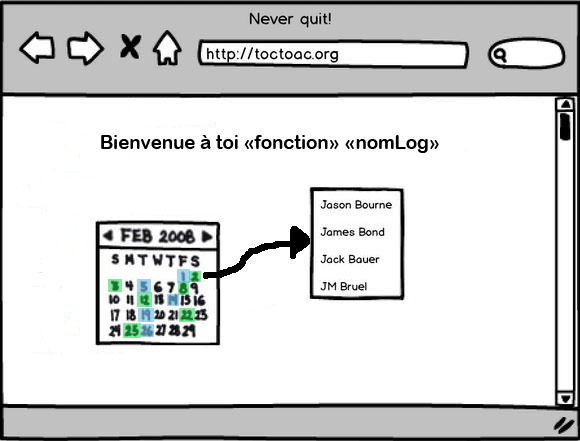 Never quit!
http://toctoac.org
Bienvenue à toi «fonction» «nomLog»
Jason Bourne
James Bond
Jack Bauer
JM Bruel
FEB 2008
S M T W T F S
1 2
3 4 5 6 7 8 9
10 11 12 13 14 15 16
17 18 19 20 21 22 23
24 25 26 27 28 29